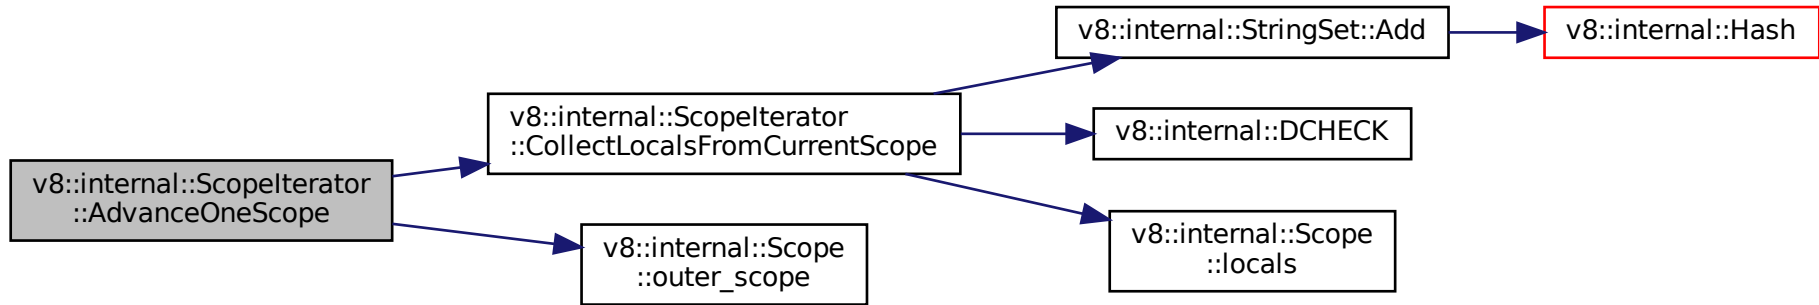 v8::internal::StringSet::Add
v8::internal::Hash
v8::internal::ScopeIterator
::CollectLocalsFromCurrentScope
v8::internal::DCHECK
v8::internal::ScopeIterator
::AdvanceOneScope
v8::internal::Scope
::locals
v8::internal::Scope
::outer_scope